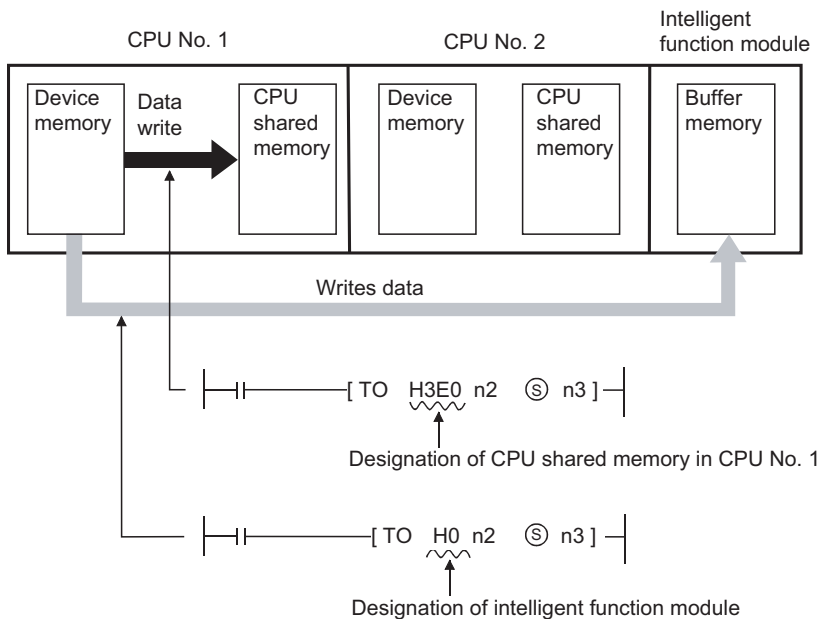 CPU No. 1
CPU No. 2
Intelligent
function module
Device
memory
Data
write
CPU
shared
memory
Device
memory
CPU
shared
memory
Buffer
memory
Writes data
[ TO H3E0 n2 Ⓢ n3 ]
Designation of CPU shared memory in CPU No. 1
[ TO H0 n2 Ⓢ n3 ]
Designation of intelligent function module